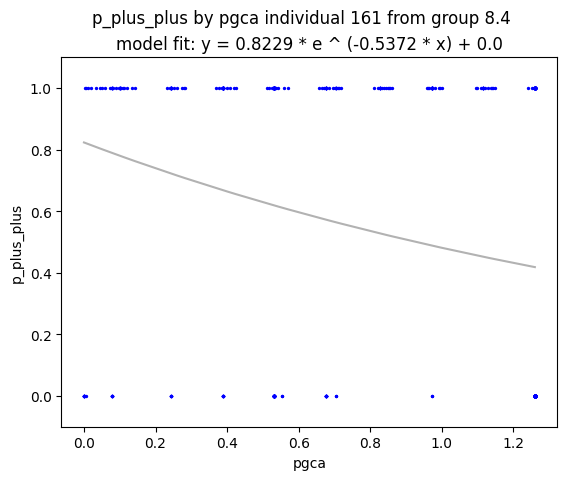 p_plus_plus by pgca individual 161 from group 8.4
model fit: y = 0.8229 * e ^ (-0.5372 * x) + 0.0
1.0
0.8
0.6
0.4
0.2
0.0
p_plus_plus
0.0 0.2 0.4 0.6 0.8 1.0 1.2
pgca